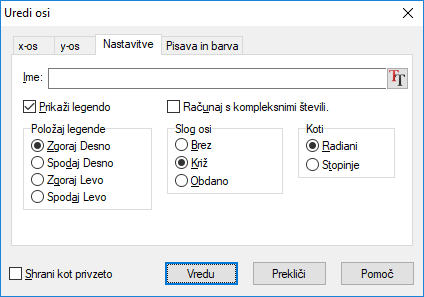 Uredi osi
x-os y-os Nastavitve Pisava in barva
Ime:
Prikaži legendo Računaj s kompleksnimi števili.
Položaj legende Slog osi Koti
Zgoraj Desno Brez Radiani
Spodaj Desno Križ Stopinje
Zgoraj Levo Obdano
Spodaj Levo
Shrani kot privzeto Vredu Prekliči Pomoč